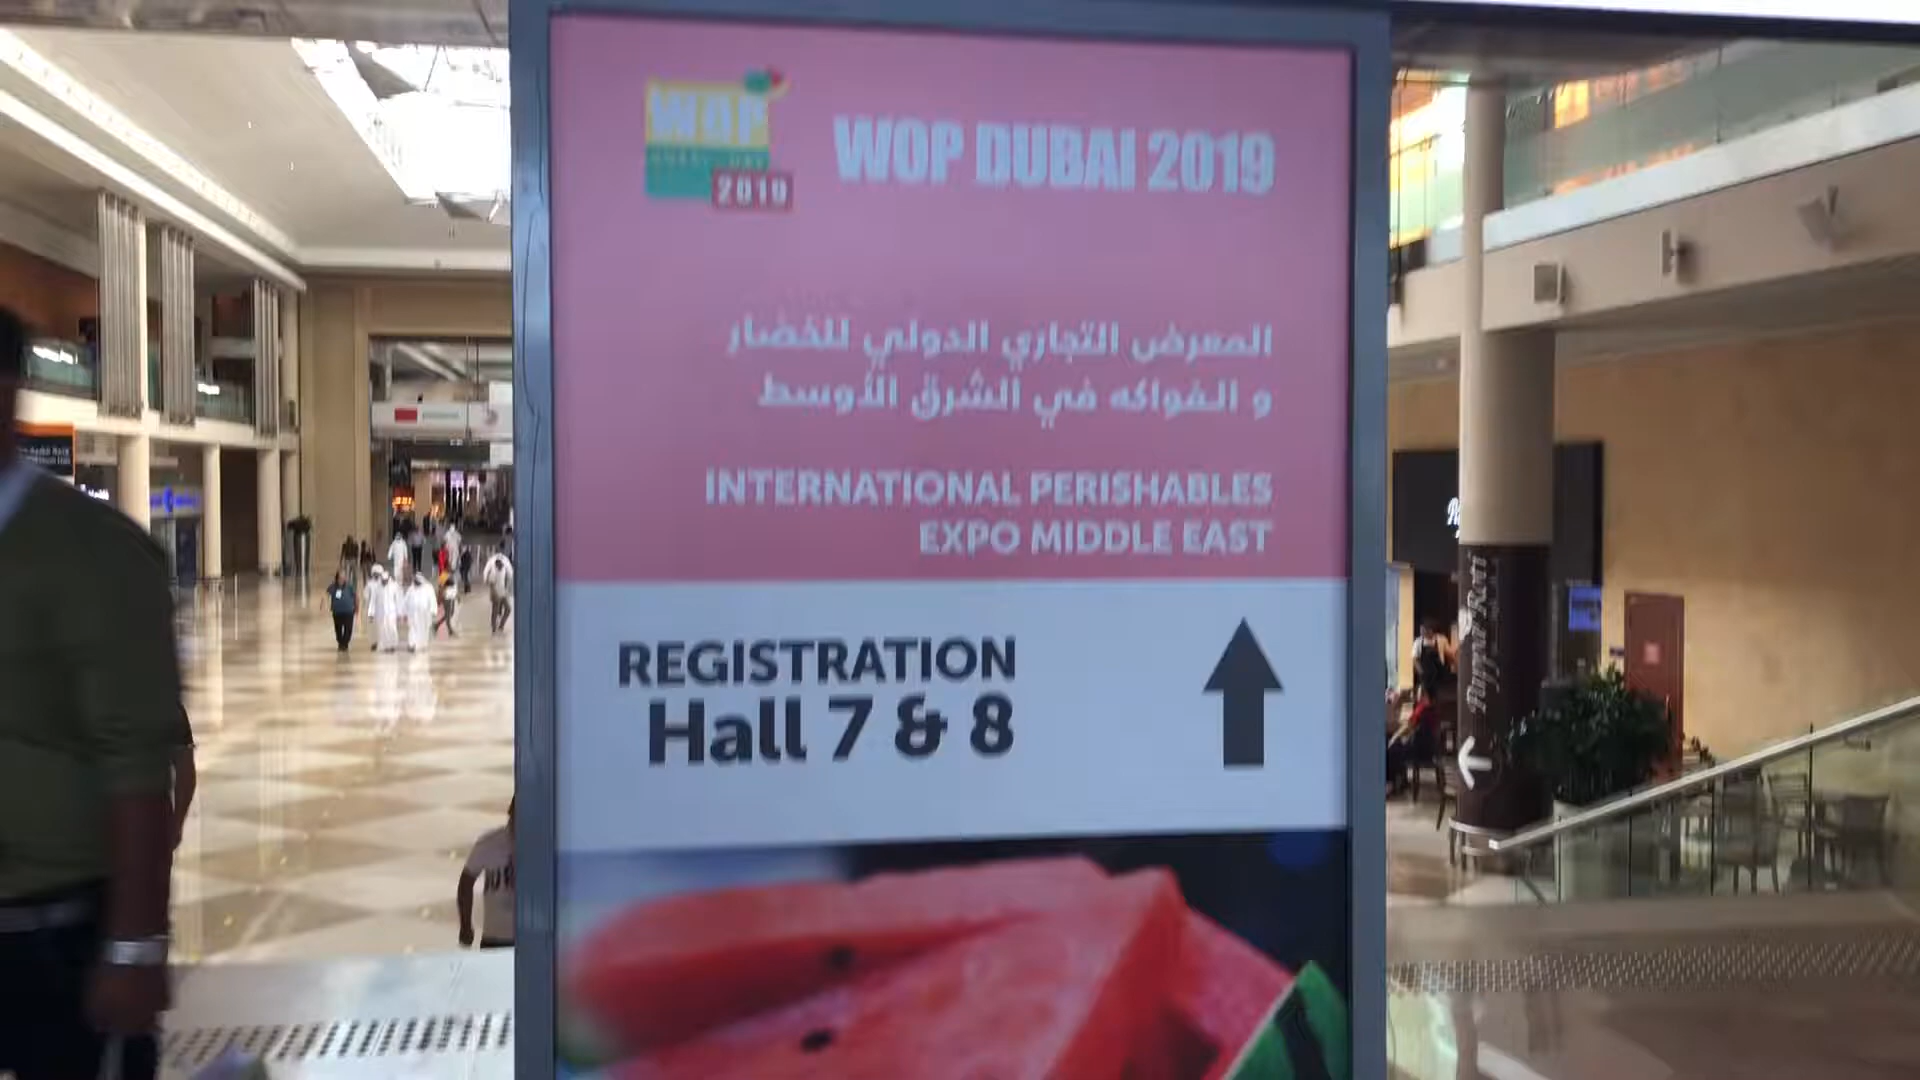 WOP
2019
WOP DUBAI 2019
المعرض التجاري الدولي للخضار
و الفواكه في الشرق الأوسط
INTERNATIONAL PERISHABLES
EXPO MIDDLE EAST
REGISTRATION
Hall 7 & 8